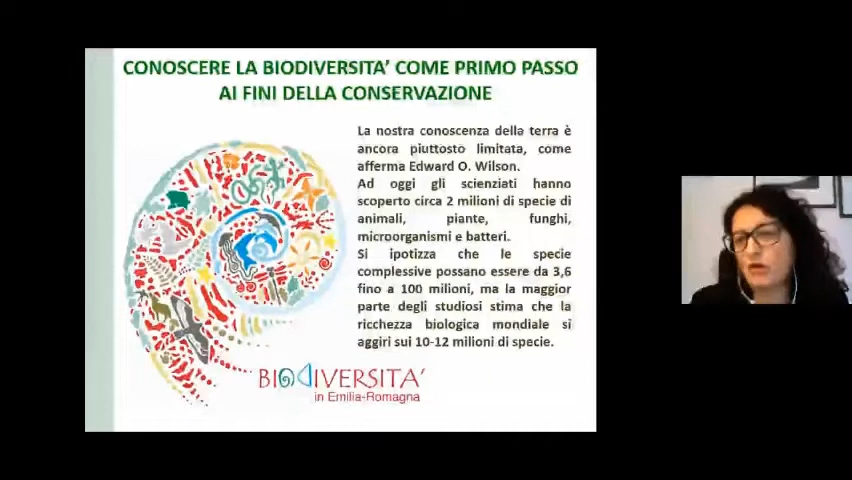 CONOSCERE LA BIODIVERSITA' COME PRIMO PASSO
AI FINI DELLA CONSERVAZIONE
La nostra conoscenza della terra è
ancora piuttosto limitata, come
afferma Edward O. Wilson.
Ad oggi gli scienziati hanno
scoperto circa 2 milioni di specie di
animali, piante, funghi,
microorganismi e batteri.
Si ipotizza che le specie
complessive possano essere da 3,6
fino a 100 milioni, ma la maggior
parte degli studiosi stima che la
ricchezza biologica mondiale si
aggiri sui 10-12 milioni di specie.
BIODIVERSITA'
in Emilia-Romagna